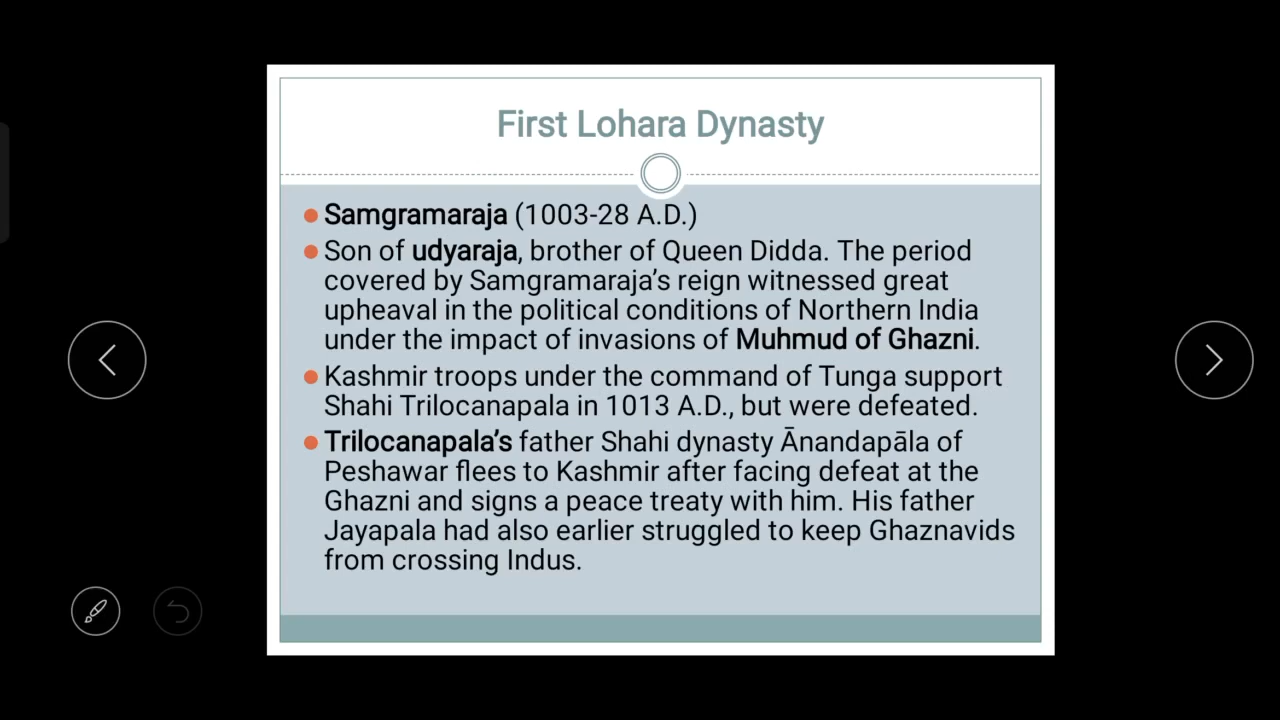 First Lohara Dynasty
Samgramaraja (1003-28 A.D.)
Son of udyaraja, brother of Queen Didda. The period
covered by Samgramaraja’s reign witnessed great
upheaval in the political conditions of Northern India
under the impact of invasions of Muhmud of Ghazni.
Kashmir troops under the command of Tunga support
Shahi Trilocanapala in 1013 A.D., but were defeated.
Trilocanapala’s father Shahi dynasty Ānandapāla of
Peshawar flees to Kashmir after facing defeat at the
Ghazni and signs a peace treaty with him. His father
Jayapala had also earlier struggled to keep Ghaznavids
from crossing Indus.